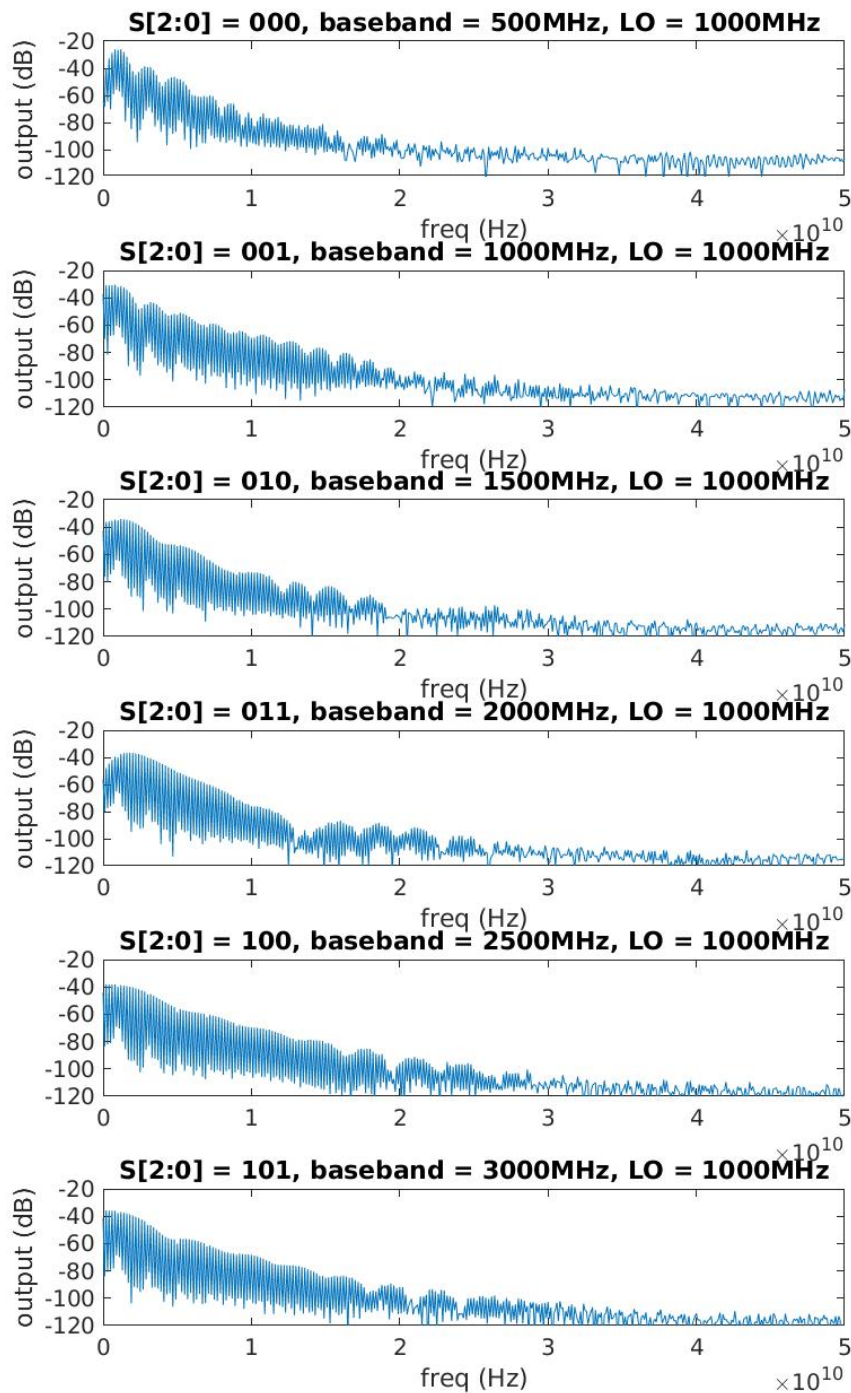 S[2:0] = 000, baseband = 500MHz, LO = 1000MHz
output (dB)
-20
-40
-60
-80
-100
-120
0 1 2 3 4 5
freq (Hz)
×10^10
S[2:0] = 001, baseband = 1000MHz, LO = 1000MHz
output (dB)
-20
-40
-60
-80
-100
-120
0 1 2 3 4 5
freq (Hz)
×10^10
S[2:0] = 010, baseband = 1500MHz, LO = 1000MHz
output (dB)
-20
-40
-60
-80
-100
-120
0 1 2 3 4 5
freq (Hz)
×10^10
S[2:0] = 011, baseband = 2000MHz, LO = 1000MHz
output (dB)
-20
-40
-60
-80
-100
-120
0 1 2 3 4 5
freq (Hz)
×10^10
S[2:0] = 100, baseband = 2500MHz, LO = 1000MHz
output (dB)
-20
-40
-60
-80
-100
-120
0 1 2 3 4 5
×10^10
S[2:0] = 101, baseband = 3000MHz, LO = 1000MHz
output (dB)
-20
-40
-60
-80
-100
-120
0 1 2 3 4 5
freq (Hz)
×10^10